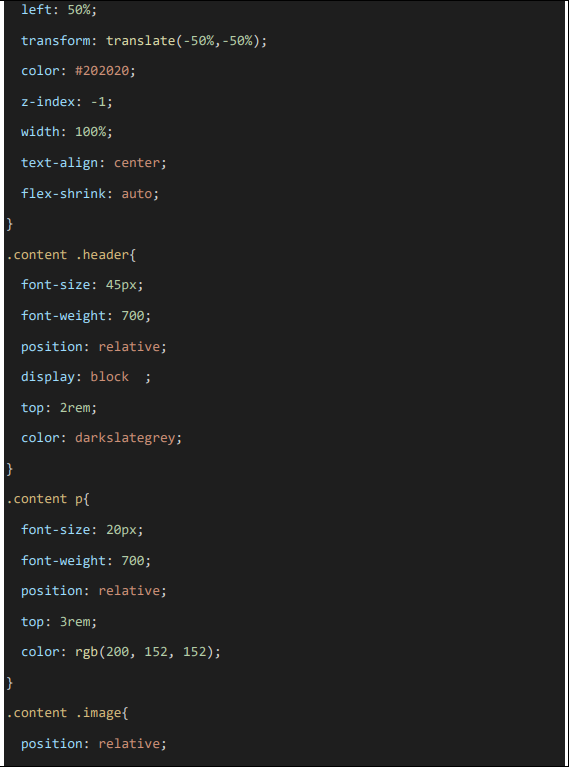 left: 50%;
transform: translate(-50%,-50%);
color: #202020;
z-index: -1;
width: 100%;
text-align: center;
flex-shrink: auto;
}
.content .header{
font-size: 45px;
font-weight: 700;
position: relative;
display: block  ;
top: 2rem;
color: darkslategrey;
}
.content p{
font-size: 20px;
font-weight: 700;
position: relative;
top: 3rem;
color: rgb(200, 152, 152);
}
.content .image{
position: relative;